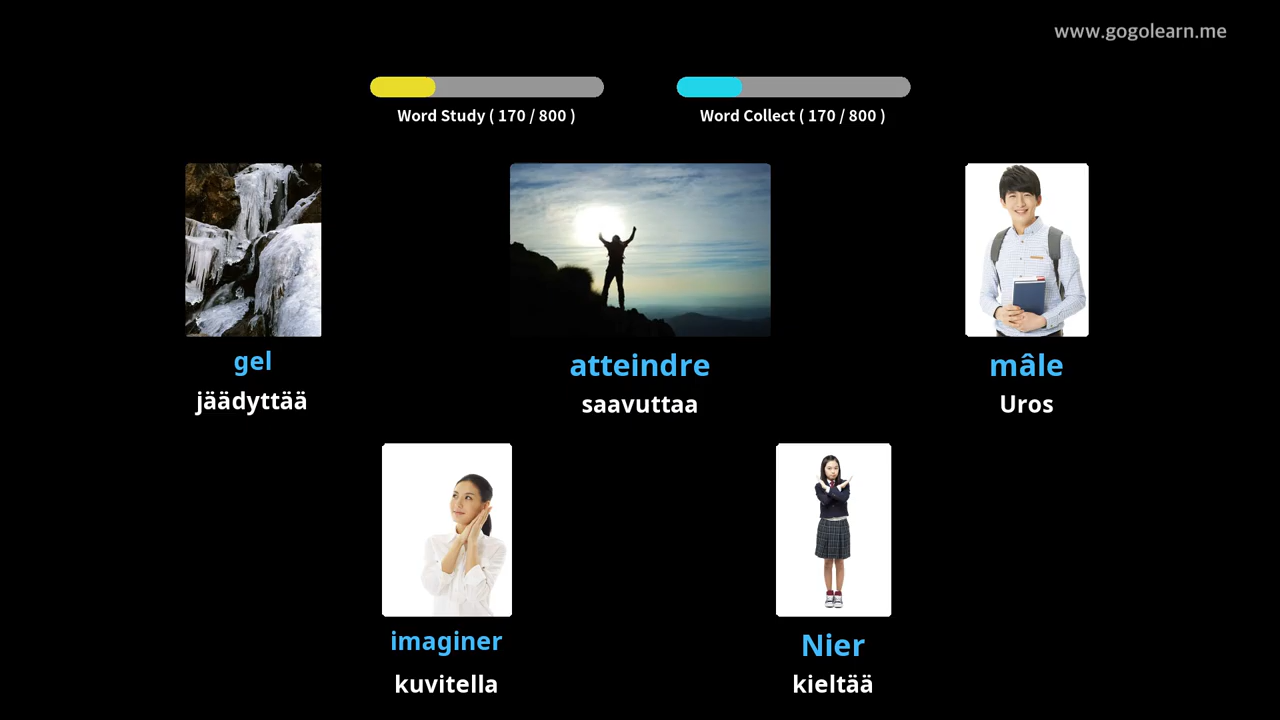 www.gogolearn.me
Word Study ( 170 / 800 )
Word Collect ( 170 / 800 )
gel
jäädyttää
atteindre
saavuttaa
mâle
Uros
imaginer
kuvitella
Nier
kieltää